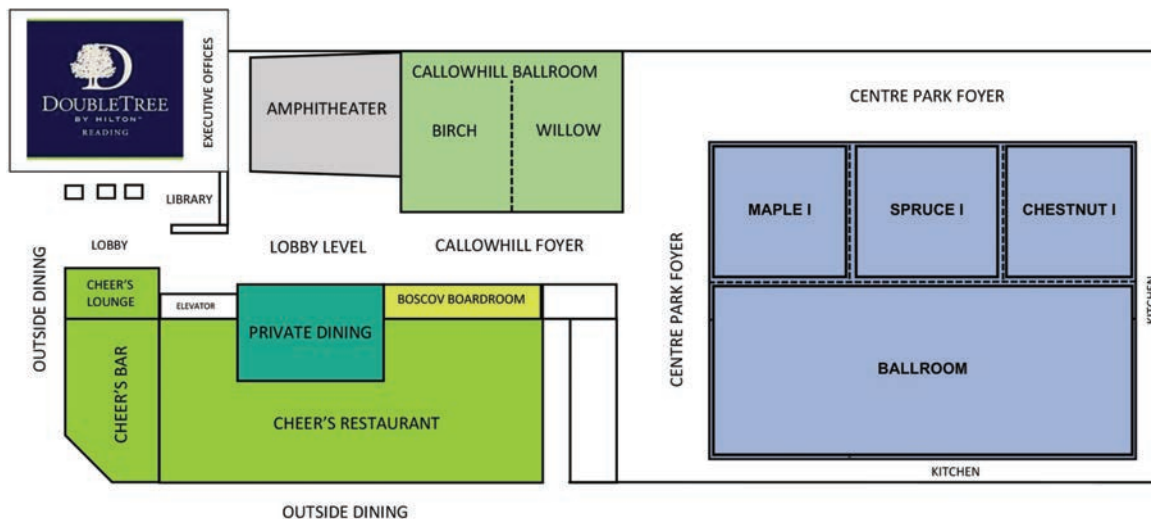 D
DOUBLETREE
BY HILTON™
READING
EXECUTIVE OFFICES
LIBRARY
LOBBY
AMPHITHEATER
CALLOWHILL BALLROOM
BIRCH
WILLOW
LOBBY LEVEL
CALLOWHILL FOYER
CENTRE PARK FOYER
MAPLE I
SPRUCE I
CHESTNUT I
CENTRE PARK FOYER
BALLROOM
KITCHEN
KITCHEN
OUTSIDE DINING
CHEER'S
LOUNGE
ELEVATOR
PRIVATE DINING
BOSCOV BOARDROOM
CHEER'S BAR
CHEER'S RESTAURANT
OUTSIDE DINING